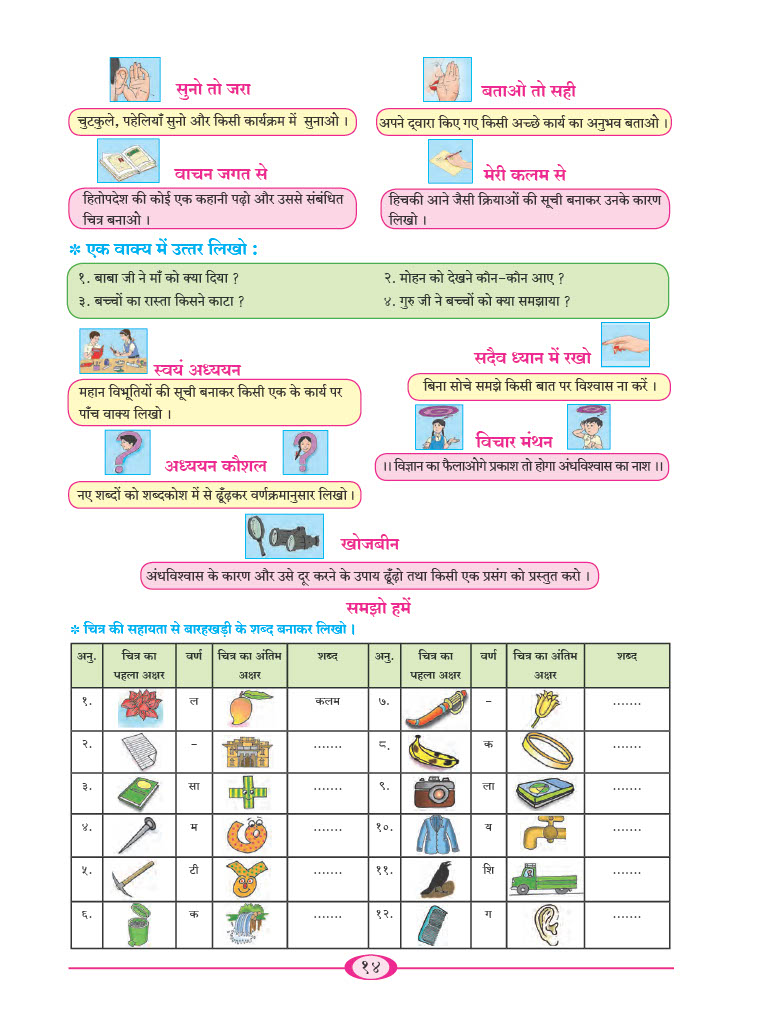 सुनो तो जरा
चुटकुले, पहेलियाँ सुनो और किसी कार्यक्रम में सुनाओ ।
बताओ तो सही
अपने द्‌वारा किए गए किसी अच्छे कार्य का अनुभव बताओ ।
वाचन जगत से
हितोपदेश की कोई एक कहानी पढ़ो और उससे संबंधित
चित्र बनाओ ।
मेरी कलम से
हिचकी आने जैसी क्रियाओं की सूची बनाकर उनके कारण
लिखो ।
* एक वाक्य में उत्तर लिखो :
१. बाबा जी ने माँ को क्या दिया ?
२. मोहन को देखने कौन-कौन आए ?
३. बच्चों का रास्ता किसने काटा ?
४. गुरु जी ने बच्चों को क्या समझाया ?
स्वयं अध्ययन
महान विभूतियों की सूची बनाकर किसी एक के कार्य पर
पाँच वाक्य लिखो ।
सदैव ध्यान में रखो
बिना सोचे समझे किसी बात पर विश्वास ना करें ।
अध्ययन कौशल
नए शब्दों को शब्दकोश में से ढूँढ़कर वर्णक्रमानुसार लिखो ।
विचार मंथन
।। विज्ञान का फैलाओगे प्रकाश तो होगा अंधविश्वास का नाश ।।
खोजबीन
अंधविश्वास के कारण और उसे दूर करने के उपाय ढूँढ़ो तथा किसी एक प्रसंग को प्रस्तुत करो ।
समझो हमें
* चित्र की सहायता से बारहखड़ी के शब्द बनाकर लिखो ।
अनु. चित्र का पहला अक्षर वर्ण चित्र का अंतिम अक्षर शब्द अनु. चित्र का पहला अक्षर वर्ण चित्र का अंतिम अक्षर शब्द
१. ल कलम ७. - .......
२. - ....... ८. क .......
३. सा ....... ९. ला .......
४. म ....... १०. य .......
५. टी ....... ११. शि .......
६. क ....... १२. ग .......
१४